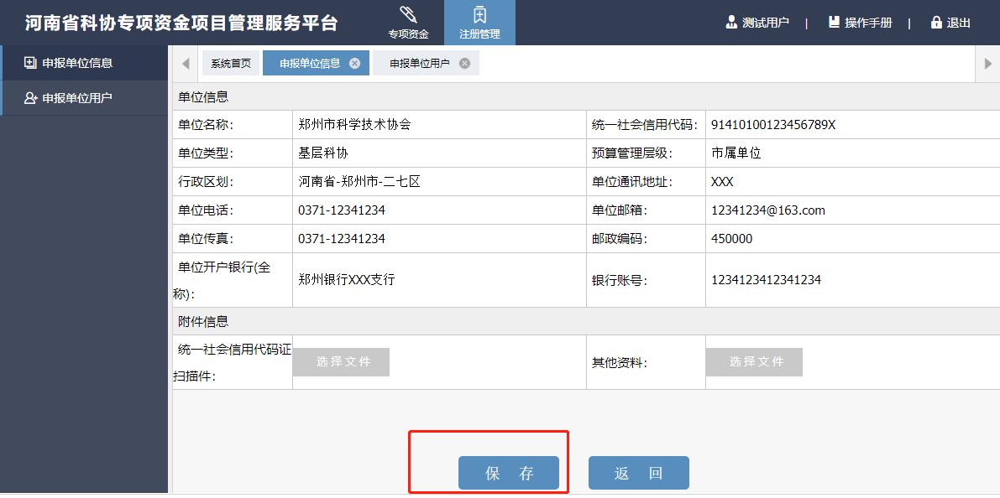 河南省科协专项资金项目管理服务平台
专项资金
注册管理
测试用户 | 操作手册 | 退出
申报单位信息
申报单位用户
系统首页 申报单位信息 申报单位用户
单位信息
单位名称: 郑州市科学技术协会 统一社会信用代码: 91410100123456789X
单位类型: 基层科协 预算管理层级: 市属单位
行政区划: 河南省-郑州市-二七区 单位通讯地址: XXX
单位电话: 0371-12341234 单位邮箱: 12341234@163.com
单位传真: 0371-12341234 邮政编码: 450000
单位开户银行(全
称): 郑州银行XXX支行 银行账号: 1234123412341234
附件信息
统一社会信用代码证
扫描件: 选择文件 其他资料: 选择文件
保 存 返 回